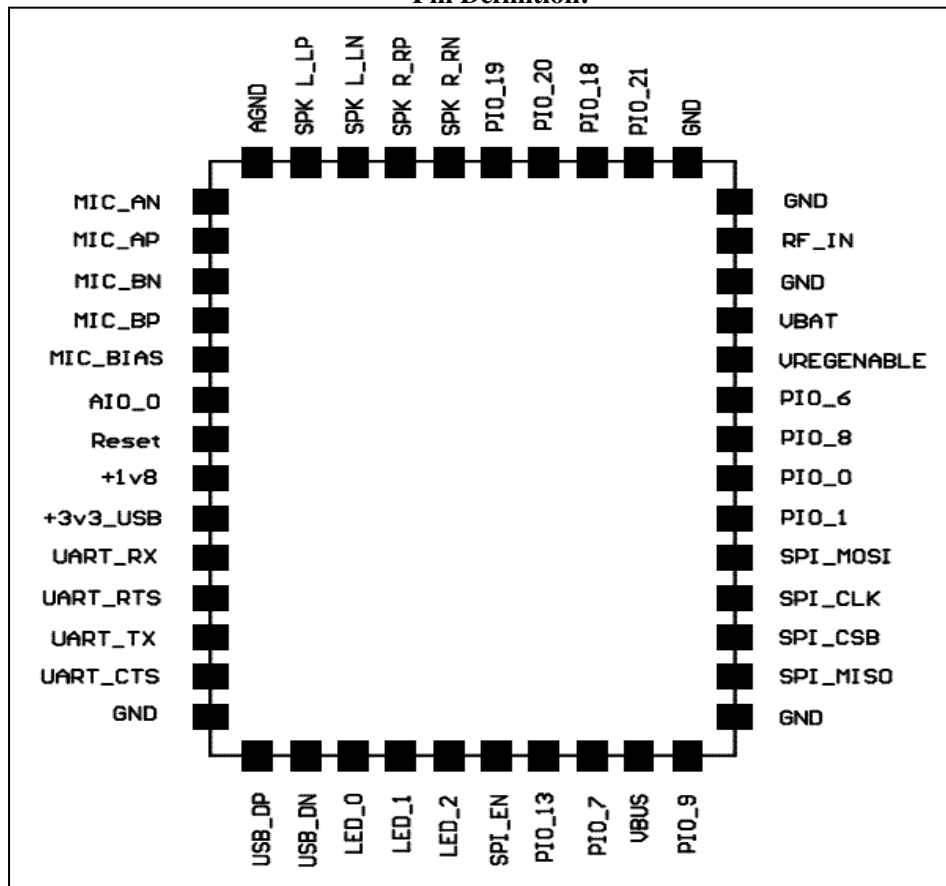 Pin Definition:
AGND
SPK L_LP
SPK L_LN
SPK R_RP
SPK R_RN
PIO_19
PIO_20
PIO_18
PIO_21
GND
MIC_AN
MIC_AP
MIC_BN
MIC_BP
MIC_BIAS
AIO_0
Reset
+1v8
+3v3_USB
UART_RX
UART_RTS
UART_TX
UART_CTS
GND
GND
RF_IN
GND
VBAT
VREGENABLE
PIO_6
PIO_8
PIO_0
PIO_1
SPI_MOSI
SPI_CLK
SPI_CSB
SPI_MISO
GND
USB_DP
USB_DN
LED_0
LED_1
LED_2
SPI_EN
PIO_13
PIO_7
VBUS
PIO_9